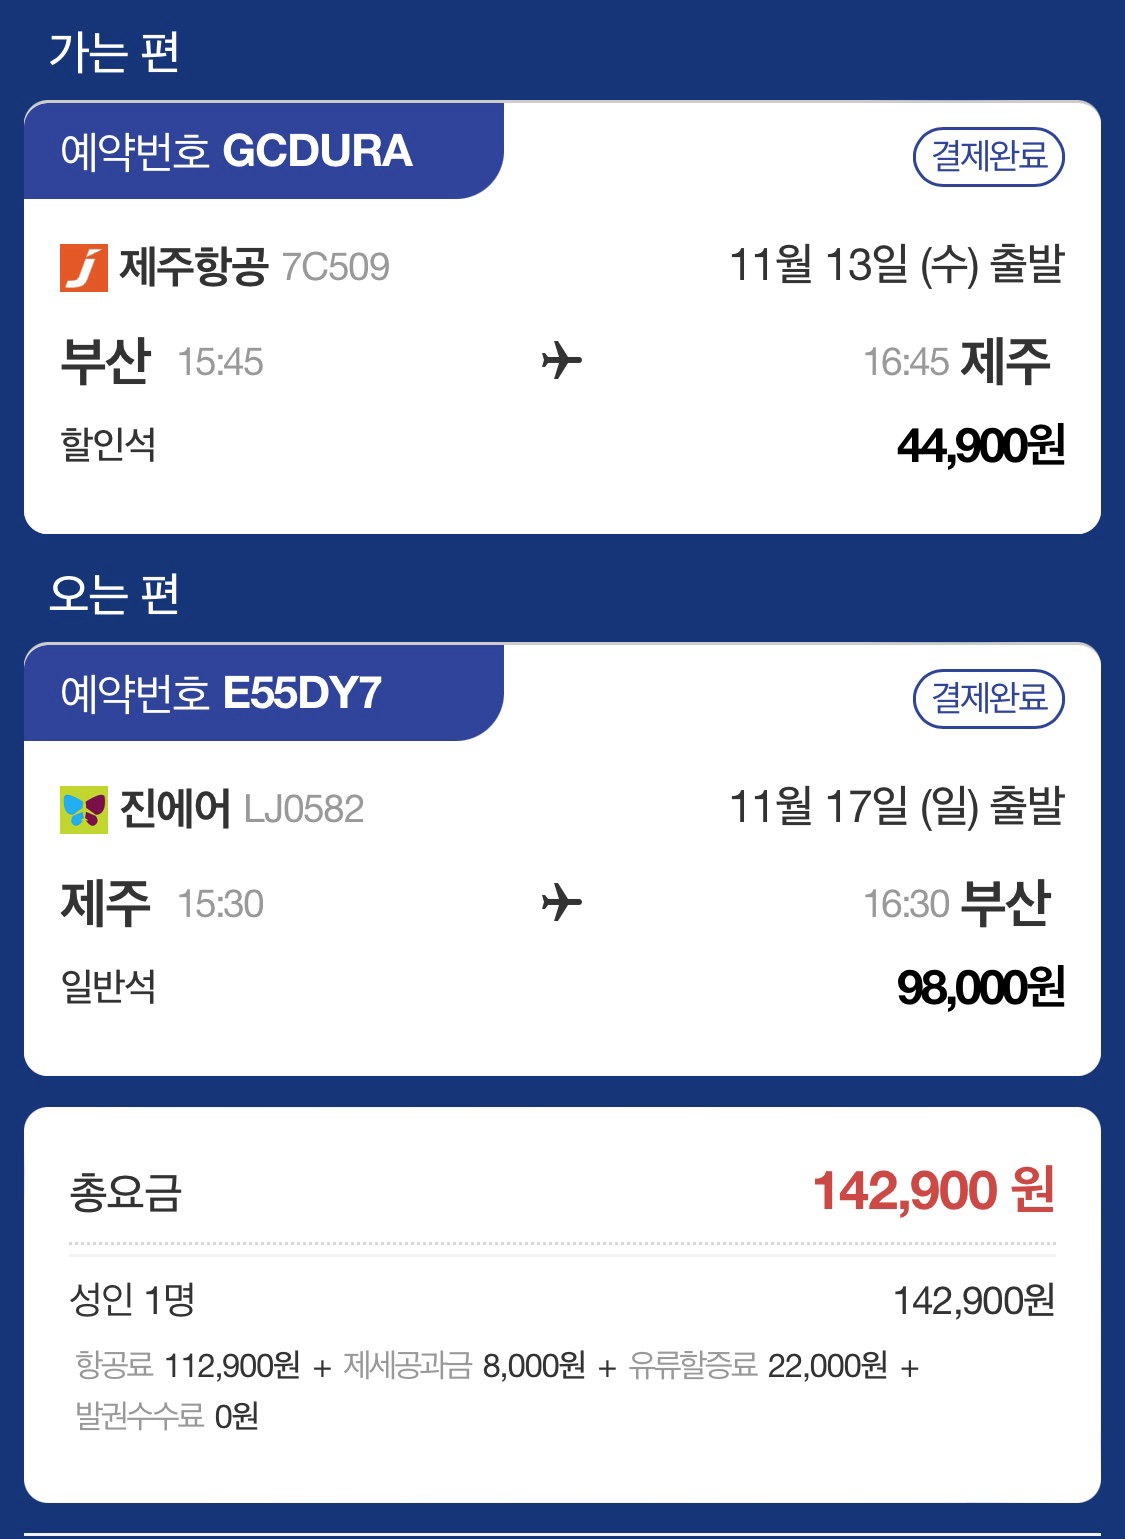 가는 편
예약번호 GCDURA 결제완료
제주항공 7C509 11월 13일 (수) 출발
부산 15:45 16:45 제주
할인석 44,900원
오는 편
예약번호 E55DY7 결제완료
진에어 LJ0582 11월 17일 (일) 출발
제주 15:30 16:30 부산
일반석 98,000원
총요금 142,900 원
성인 1명 142,900원
항공료 112,900원 + 제세공과금 8,000원 + 유류할증료 22,000원 +
발권수수료 0원